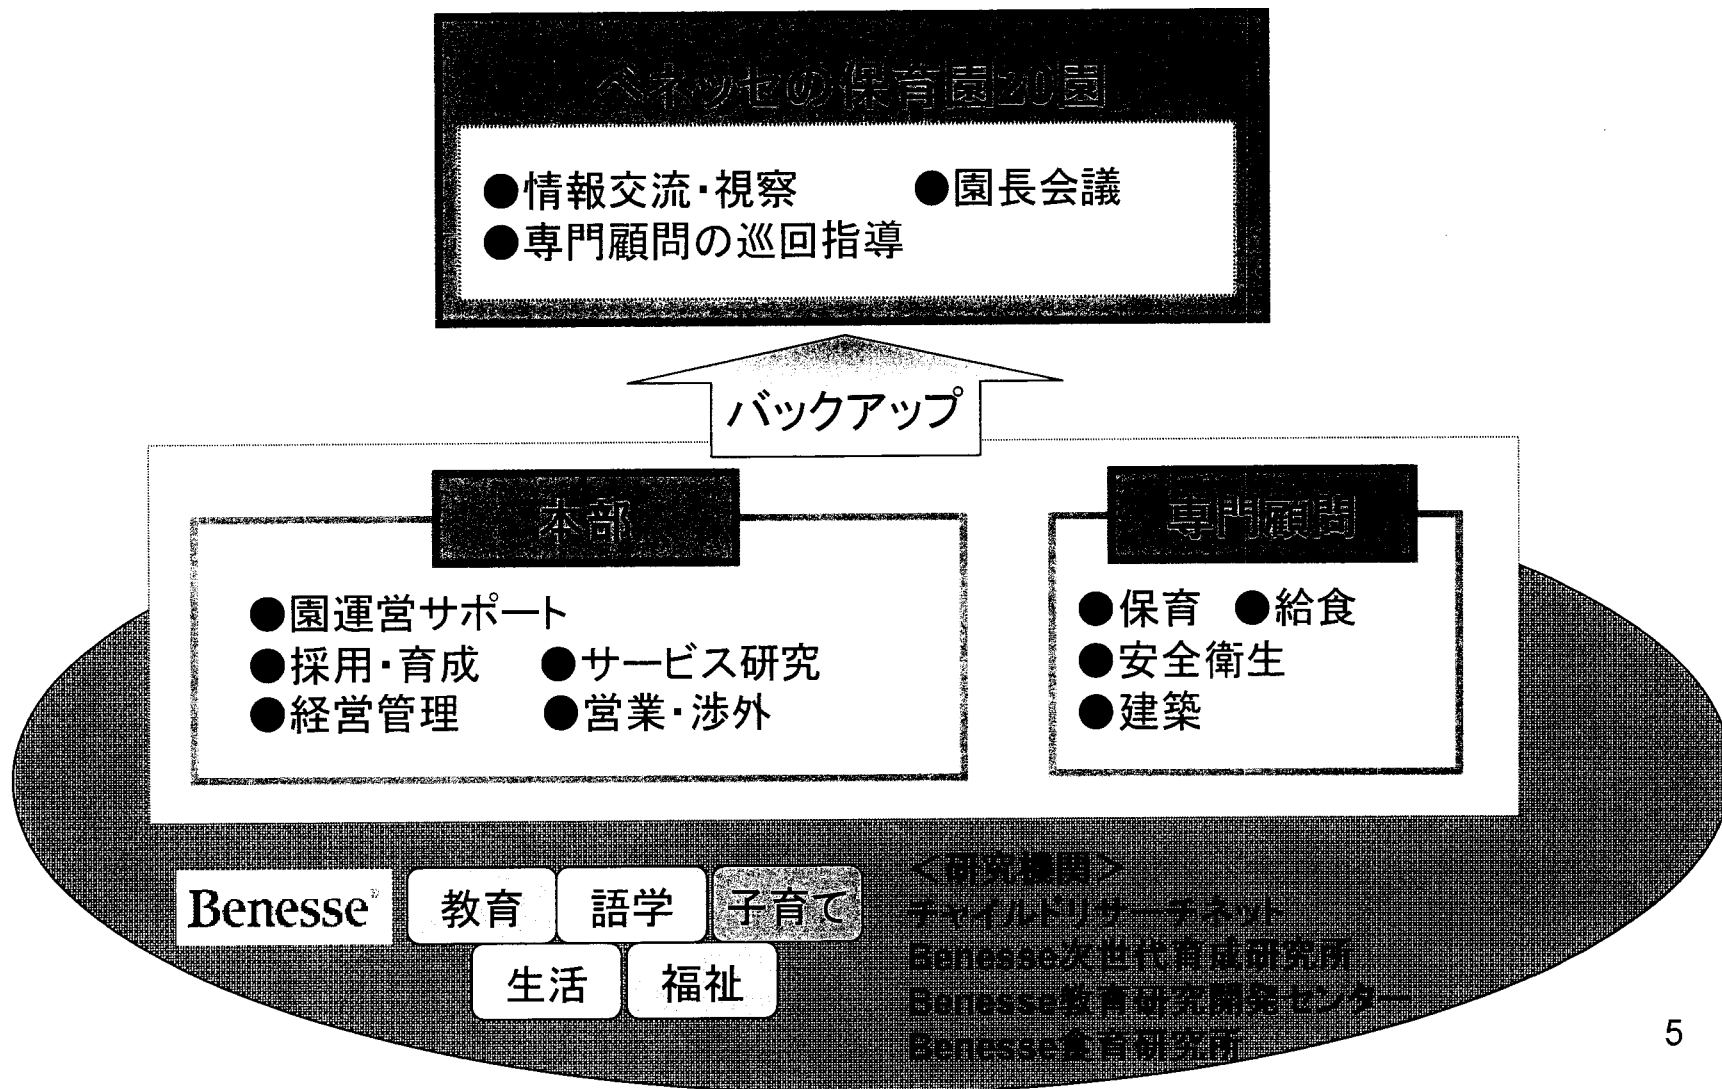 ベネッセの保育園20園
●情報交流・視察 ●園長会議
●専門顧問の巡回指導
バックアップ
本部
●園運営サポート
●採用・育成 ●サービス研究
●経営管理 ●営業・渉外
専門顧問
●保育 ●給食
●安全衛生
●建築
Benesse®
教育 語学 子育て
生活 福祉
<研究機関>
チャイルドリサーチネット
Benesse次世代育成研究所
Benesse教育研究開発センター
Benesse食育研究所
5